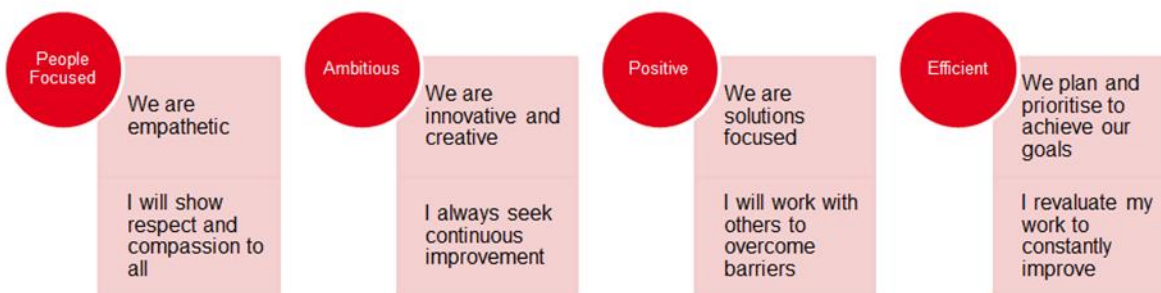 People
Focused
We are
empathetic
I will show
respect and
compassion to
all
Ambitious
We are
innovative and
creative
I always seek
continuous
improvement
Positive
We are
solutions
focused
I will work with
others to
overcome
barriers
Efficient
We plan and
prioritise to
achieve our
goals
I revaluate my
work to
constantly
improve